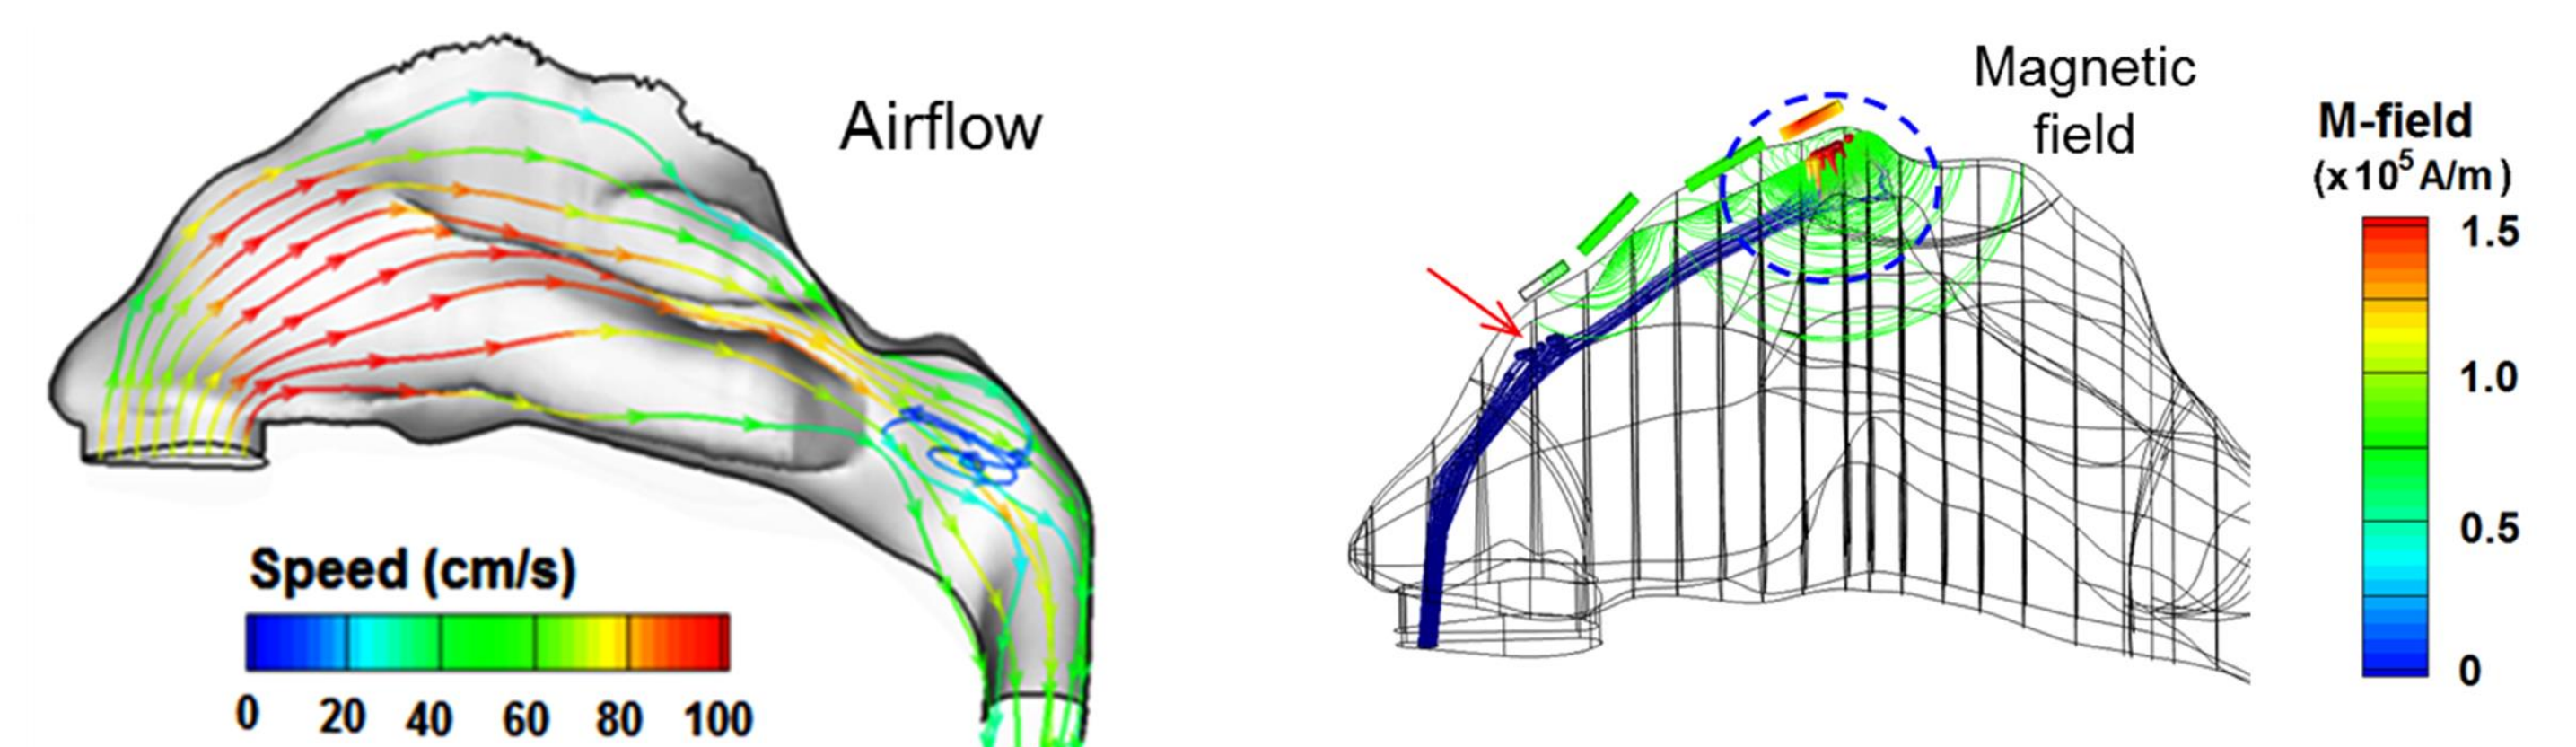 Airflow
Speed (cm/s)
0 20 40 60 80 100
Magnetic
field
M-field
(x10⁵ A/m)
1.5
1.0
0.5
0